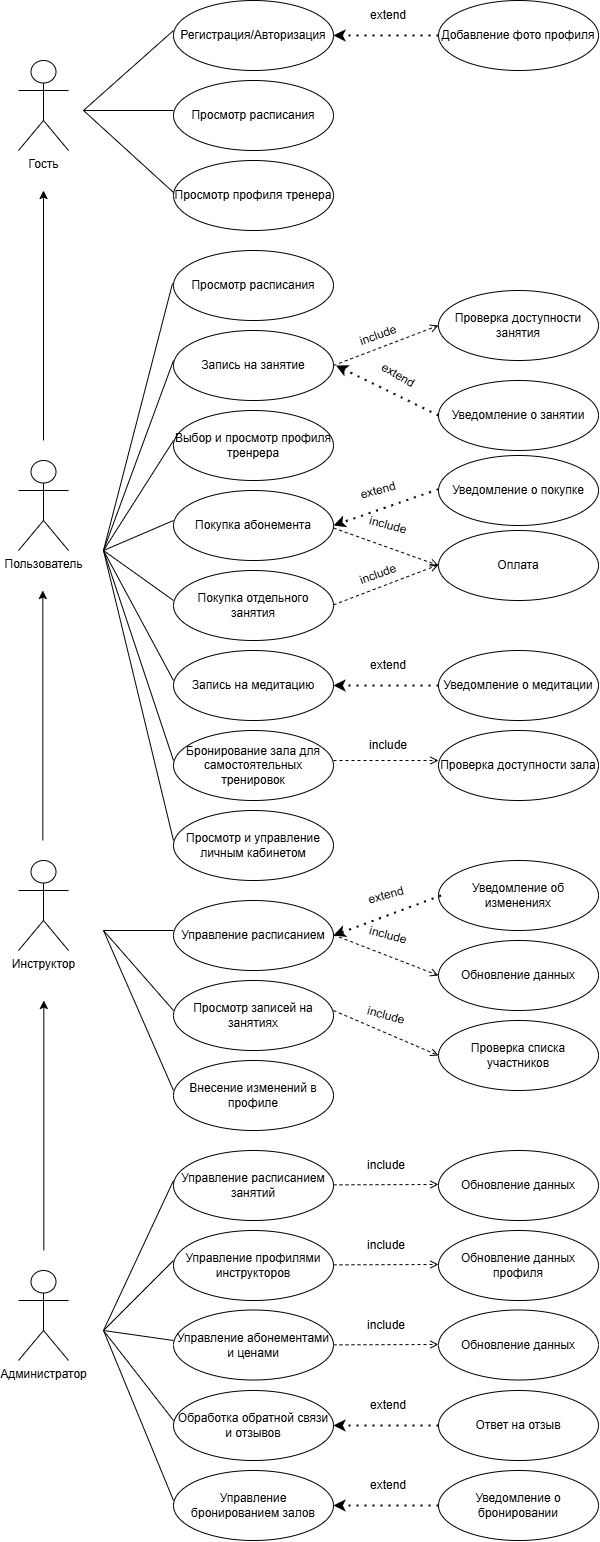 Регистрация/Авторизация
extend
Добавление фото профиля
Просмотр расписания
Гость
Просмотр профиля тренера
Просмотр расписания
Запись на занятие
include
Проверка доступности
занятия
extend
Уведомление о занятии
Выбор и просмотр профиля
тренрера
Пользователь
Покупка абонемента
extend
Уведомление о покупке
include
Оплата
Покупка отдельного
занятия
include
Запись на медитацию
extend
Уведомление о медитации
Бронирование зала для
самостоятельных
тренировок
include
Проверка доступности зала
Просмотр и управление
личным кабинетом
Инструктор
Управление расписанием
extend
Уведомление об
изменениях
include
Обновление данных
Просмотр записей на
занятиях
include
Проверка списка
участников
Внесение изменений в
профиле
Управление расписанием
занятий
include
Обновление данных
Управление профилями
инструкторов
include
Обновление данных
профиля
Администратор
Управление абонементами
и ценами
include
Обновление данных
Обработка обратной связи
и отзывов
extend
Ответ на отзыв
Управление
бронированием залов
extend
Уведомление о
бронировании